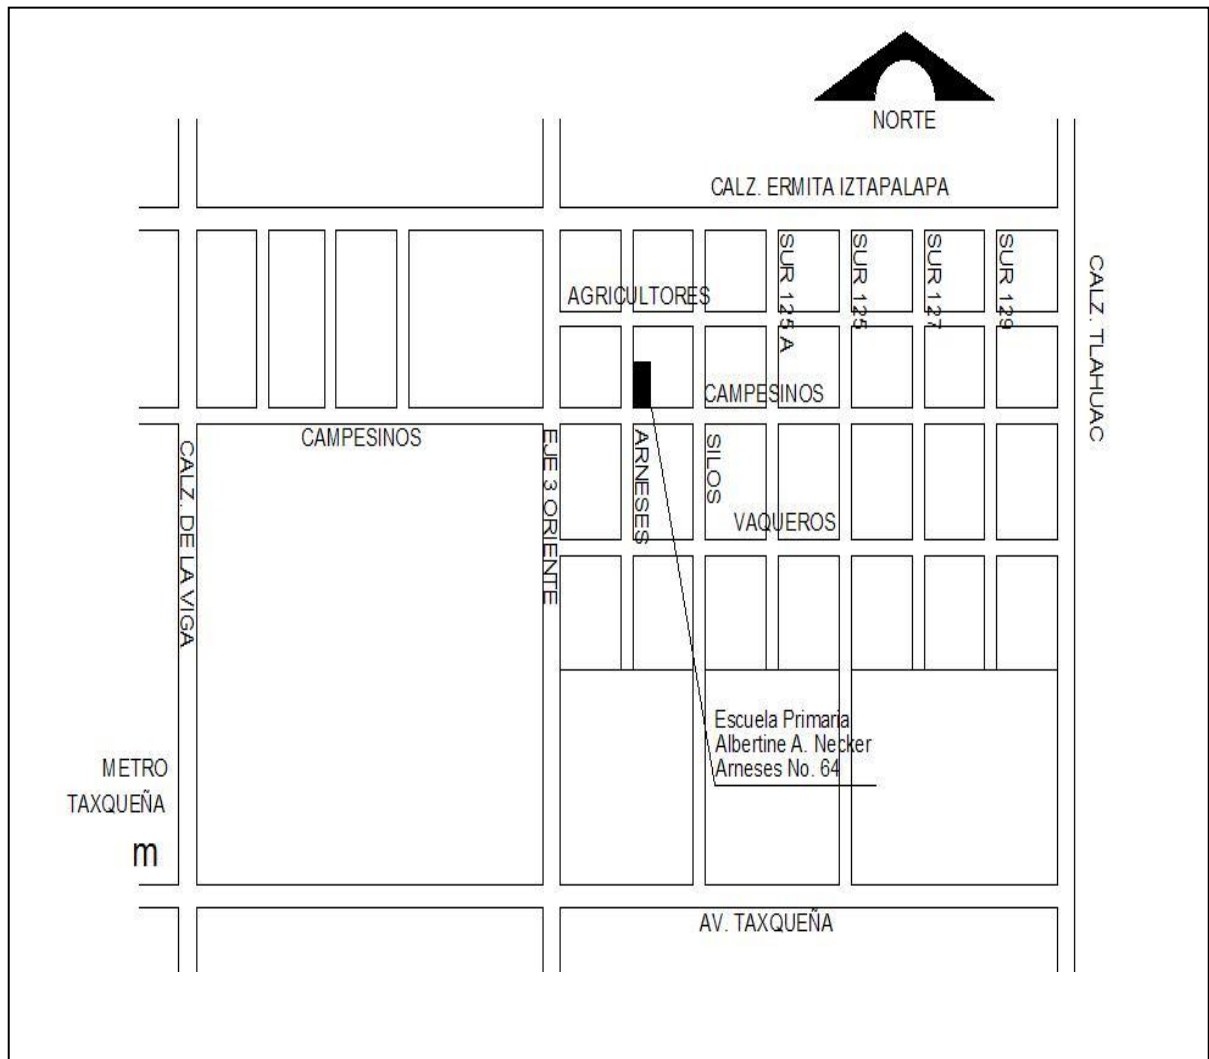 NORTE
CALZ. ERMITA IZTAPALAPA
SUR 125 A
SUR 125
SUR 127
SUR 129
CALZ. TLAHUAC
AGRICULTORES
CAMPESINOS
CAMPESINOS
CALZ. DE LA VIGA
EJE 3 ORIENTE
ARNESES
SILOS
VAQUEROS
Escuela Primaria
Albertine A. Necker
Arneses No. 64
METRO
TAXQUEÑA
m
AV. TAXQUEÑA